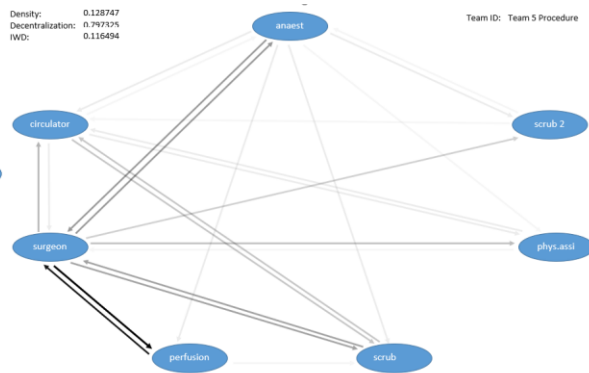 Density: 0.128747
Decentralization: 0.797325
IWD: 0.116494
Team ID: Team 5 Procedure
anaest
circulator
scrub 2
surgeon
phys.assi
perfusion
scrub